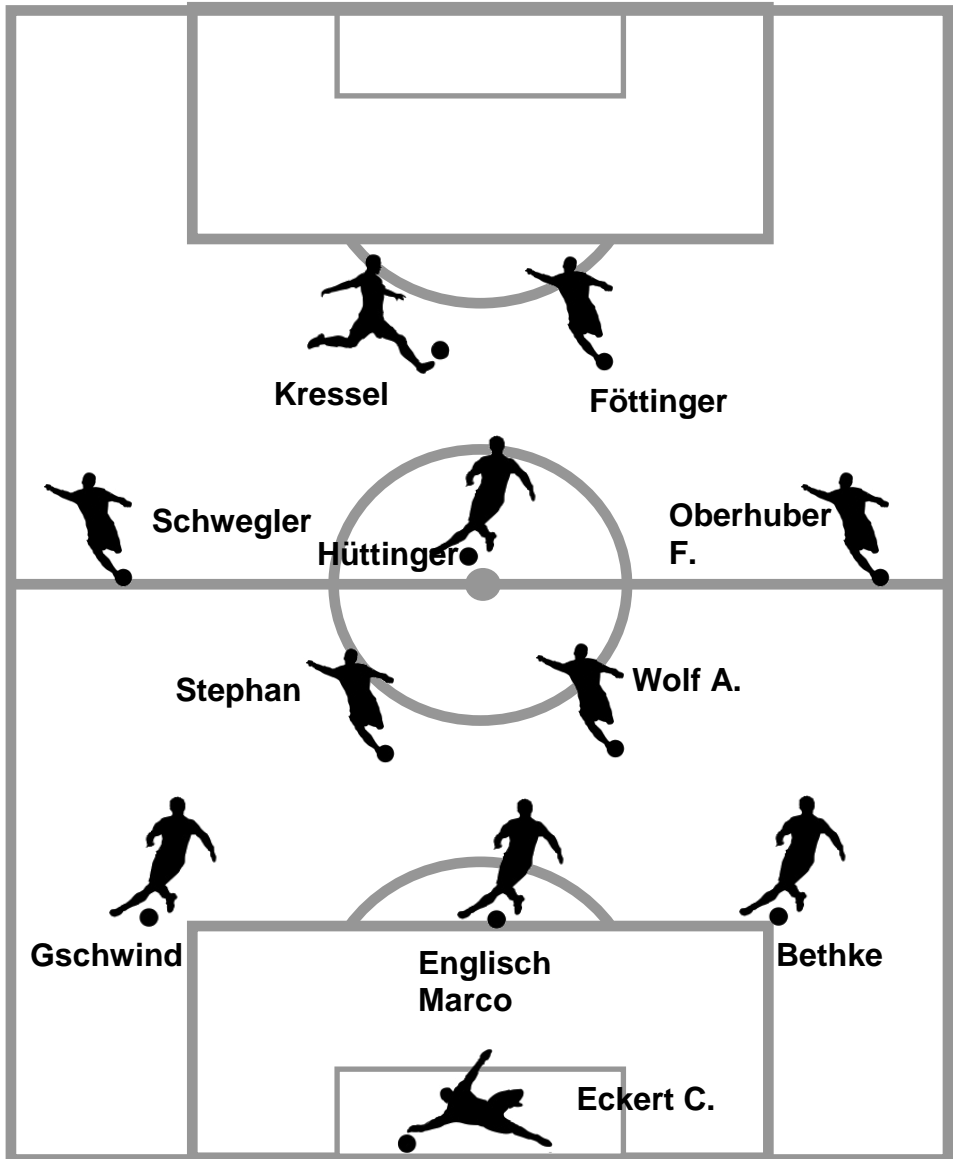 Kressel
Föttinger
Schwegler
Hüttinger
Oberhuber
F.
Stephan
Wolf A.
Gschwind
Englisch
Marco
Bethke
Eckert C.